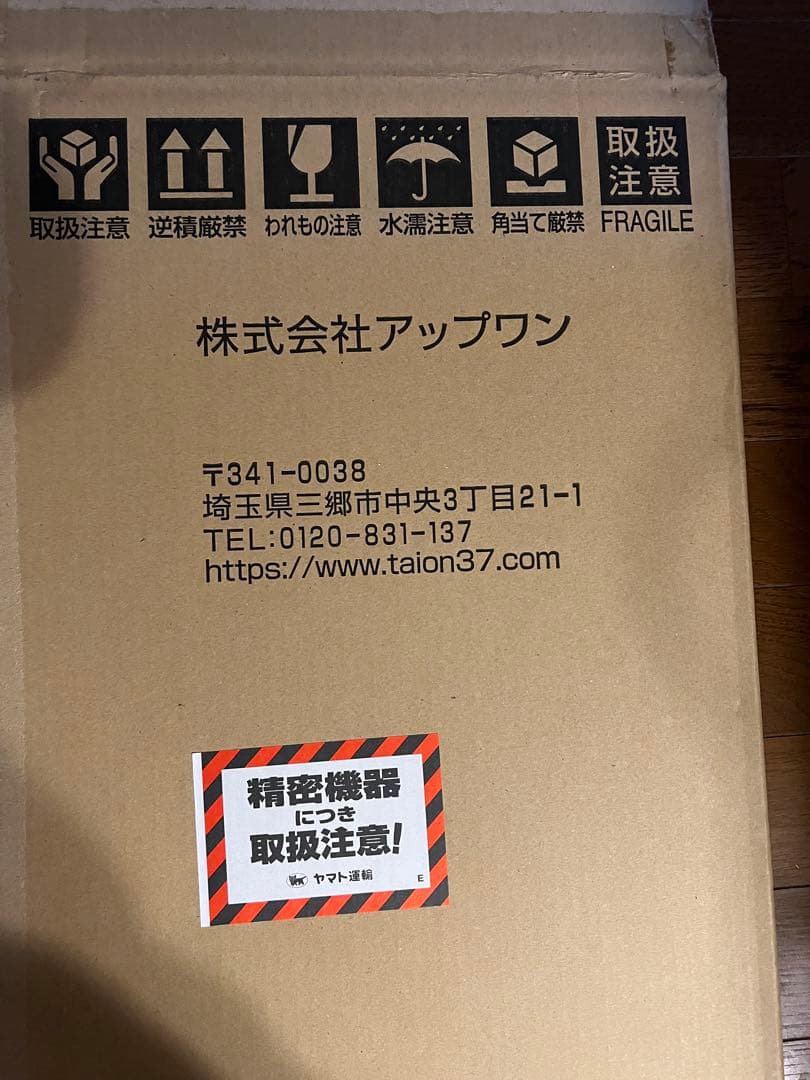 取扱注意 逆積厳禁 われもの注意 水濡注意 角当て厳禁 取扱注意 FRAGILE
株式会社アップワン
〒341-0038
埼玉県三郷市中央3丁目21-1
TEL:0120-831-137
https://www.taion37.com
精密機器
につき
取扱注意!
ヤマト運輸 E